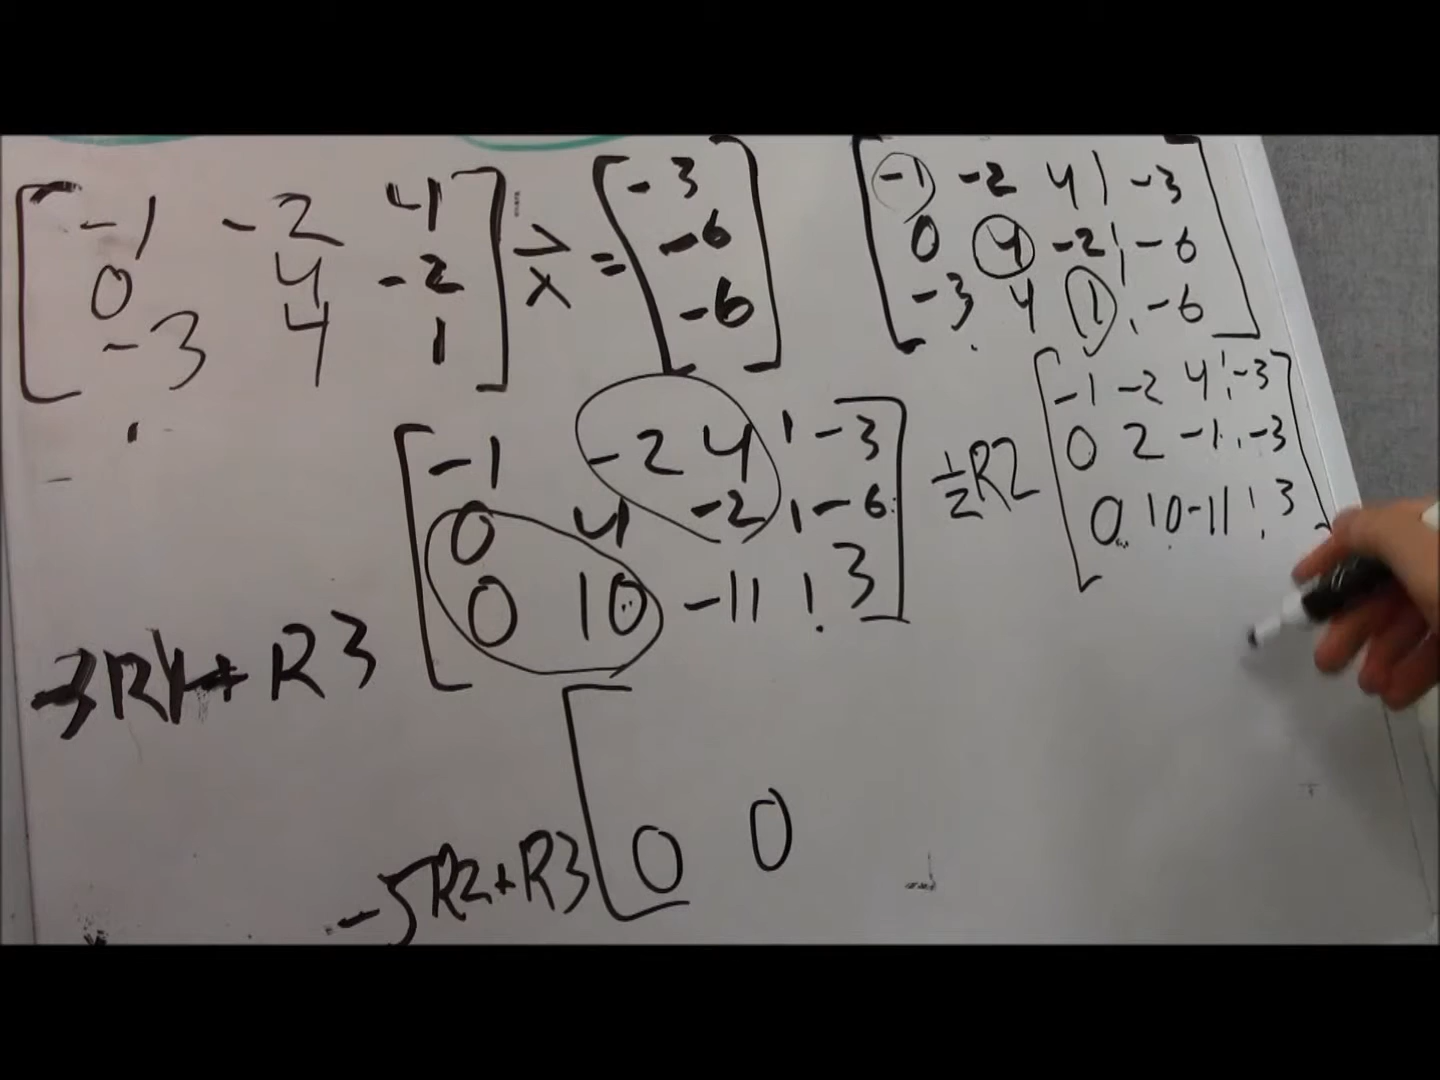 -1 -2 4 x = -3
0 4 -2 -6
-3 4 1 -6
-1 -2 4 | -3
0 4 -2 | -6
-3 4 1 | -6
-1 -2 4 | -3
0 4 -2 | -6
0 10 -11 | 3
-3R1+R3
1/2 R2
-1 -2 4 | -3
0 2 -1 | -3
0 10 -11 | 3
-5R2+R3
0 0